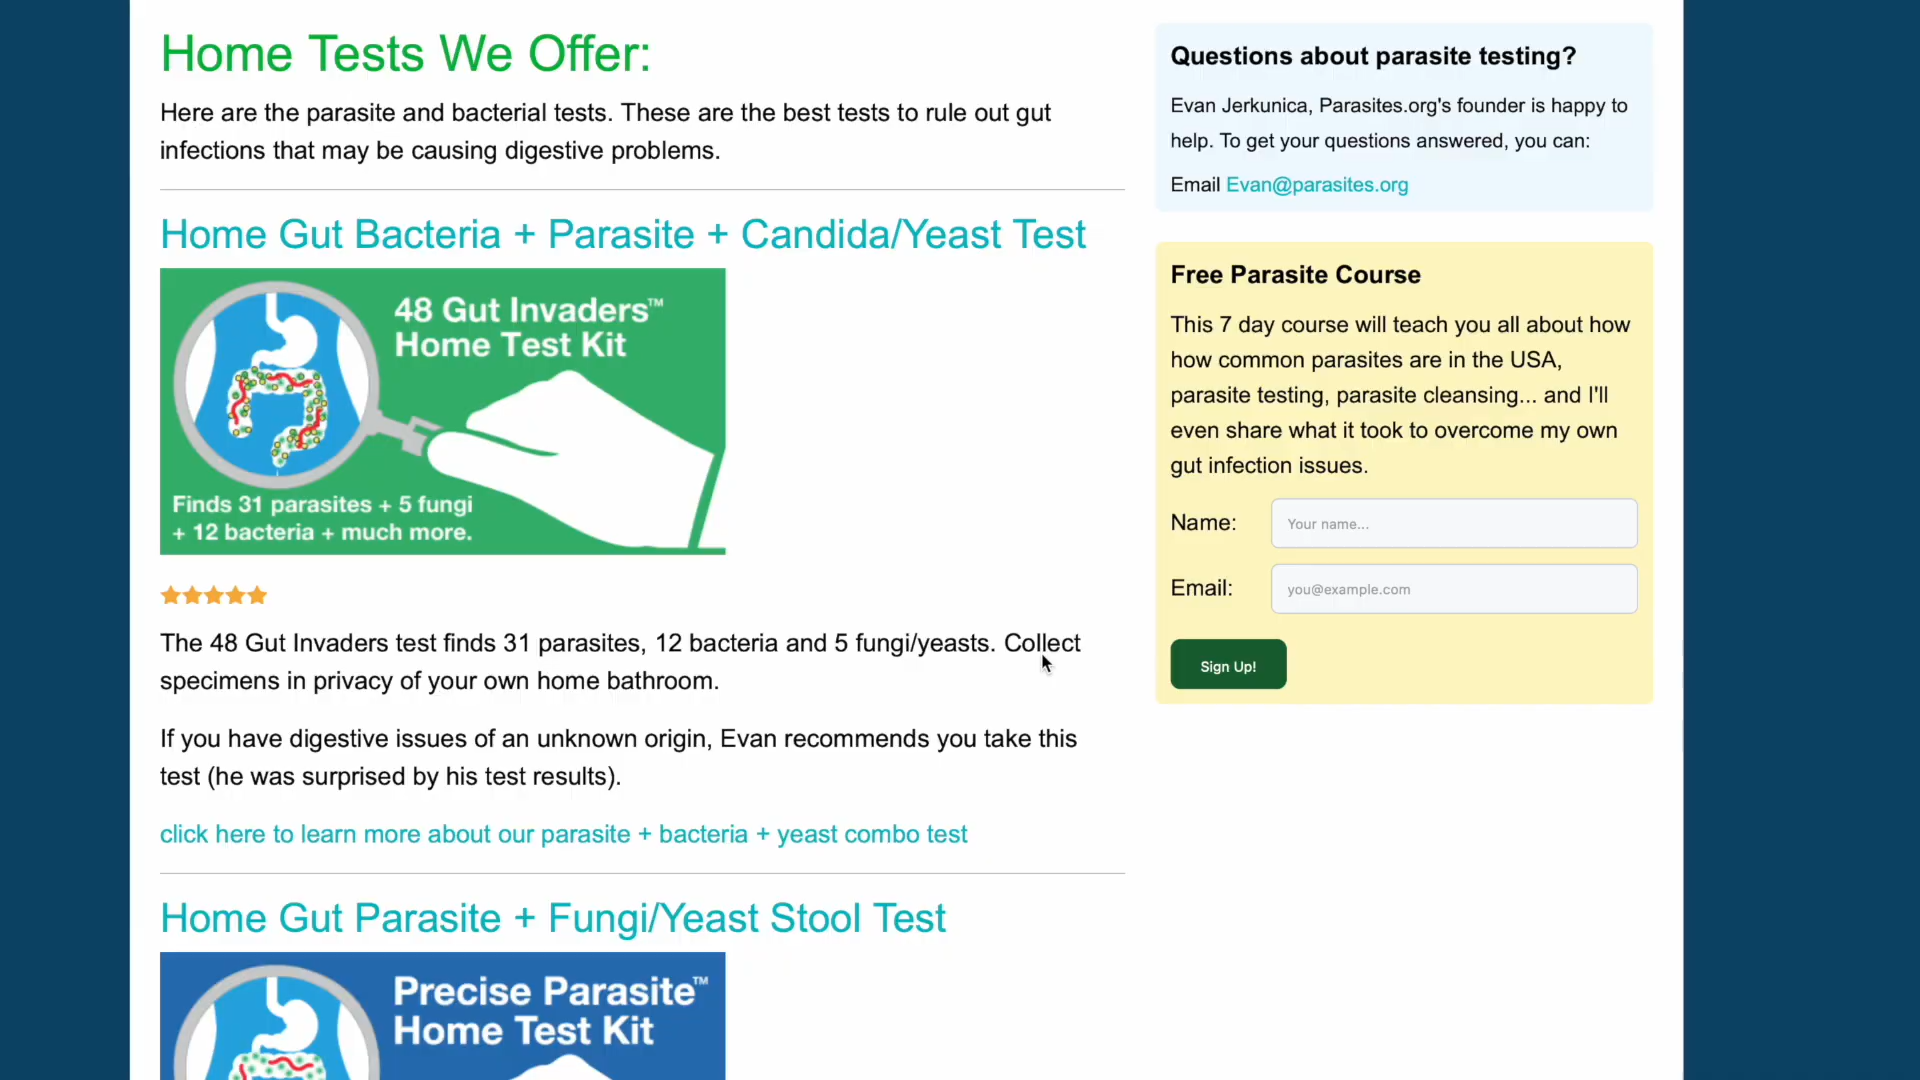 Home Tests We Offer:
Here are the parasite and bacterial tests. These are the best tests to rule out gut
infections that may be causing digestive problems.
Home Gut Bacteria + Parasite + Candida/Yeast Test
48 Gut Invaders™
Home Test Kit
Finds 31 parasites + 5 fungi
+ 12 bacteria + much more.
The 48 Gut Invaders test finds 31 parasites, 12 bacteria and 5 fungi/yeasts. Collect
specimens in privacy of your own home bathroom.
If you have digestive issues of an unknown origin, Evan recommends you take this
test (he was surprised by his test results).
click here to learn more about our parasite + bacteria + yeast combo test
Home Gut Parasite + Fungi/Yeast Stool Test
Precise Parasite™
Home Test Kit
Questions about parasite testing?
Evan Jerkunica, Parasites.org's founder is happy to
help. To get your questions answered, you can:
Email Evan@parasites.org
Free Parasite Course
This 7 day course will teach you all about how
how common parasites are in the USA,
parasite testing, parasite cleansing... and I'll
even share what it took to overcome my own
gut infection issues.
Name: Your name...
Email: you@example.com
Sign Up!